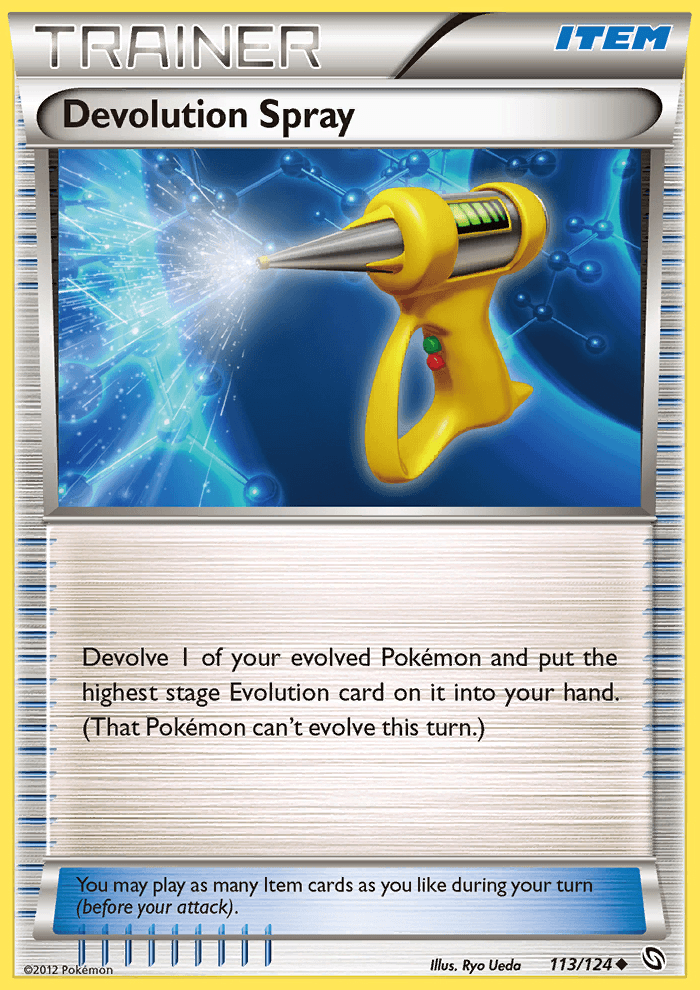 TRAINER
ITEM
Devolution Spray
Devolve 1 of your evolved Pokémon and put the
highest stage Evolution card on it into your hand.
(That Pokémon can't evolve this turn.)
You may play as many Item cards as you like during your turn
(before your attack).
©2012 Pokémon
Illus. Ryo Ueda
113/124